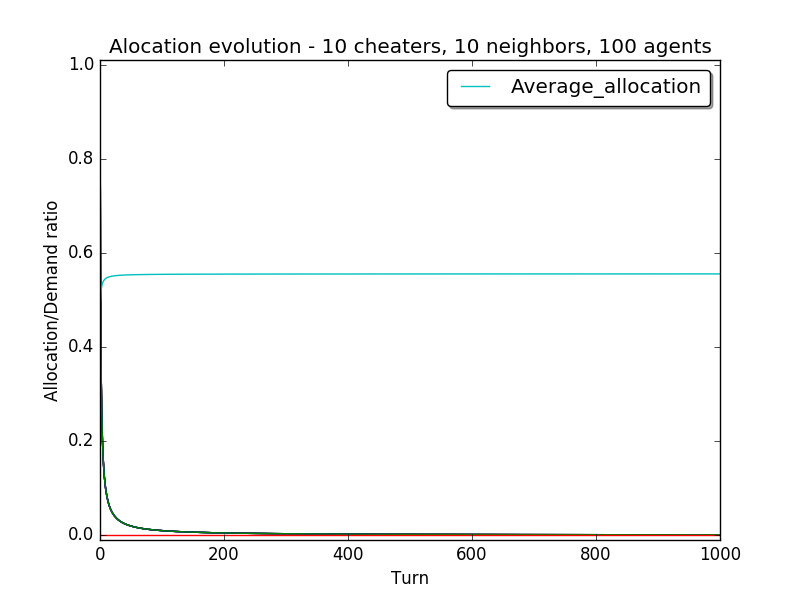 Alocation evolution - 10 cheaters, 10 neighbors, 100 agents
Average_allocation
1.0
0.8
0.6
0.4
0.2
0.0
Allocation/Demand ratio
0 200 400 600 800 1000
Turn